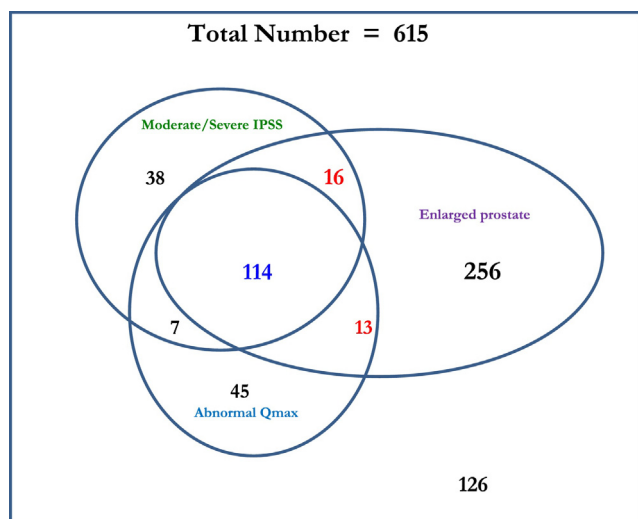 Total Number = 615
Moderate/Severe IPSS
38
16
Enlarged prostate
114
256
7
13
45
Abnormal Qmax
126